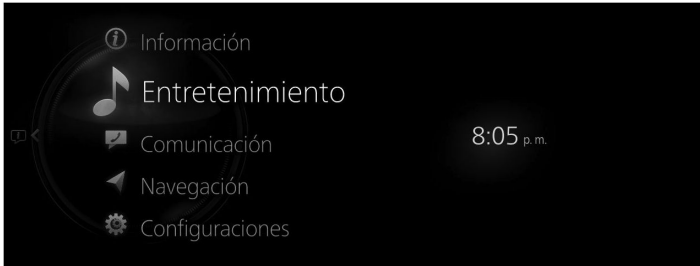 Información
Entretenimiento
Comunicación
8:05 p. m.
Navegación
Configuraciones